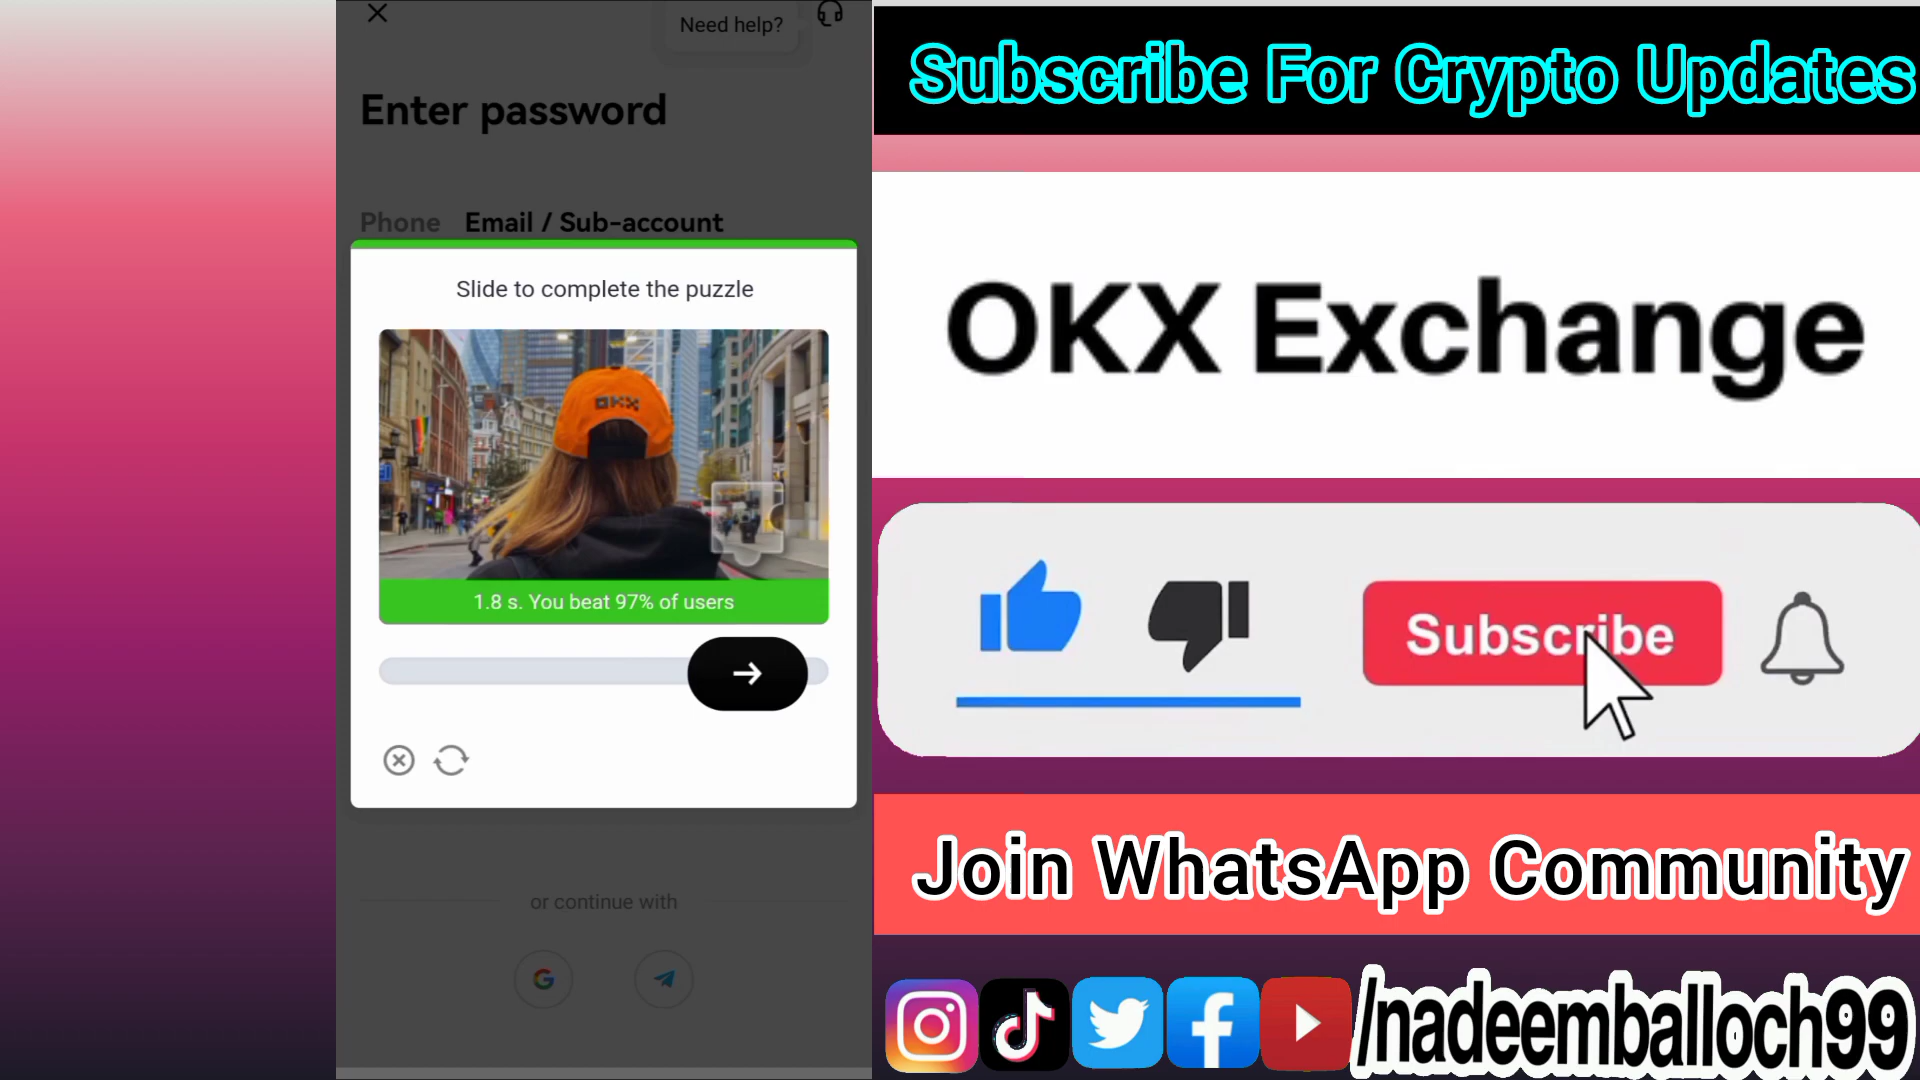 Need help?
Enter password
Phone Email / Sub-account
Slide to complete the puzzle
OKX
1.8 s. You beat 97% of users
or continue with
Subscribe For Crypto Updates
OKX Exchange
Subscribe
Join WhatsApp Community
/nadeemballoch99